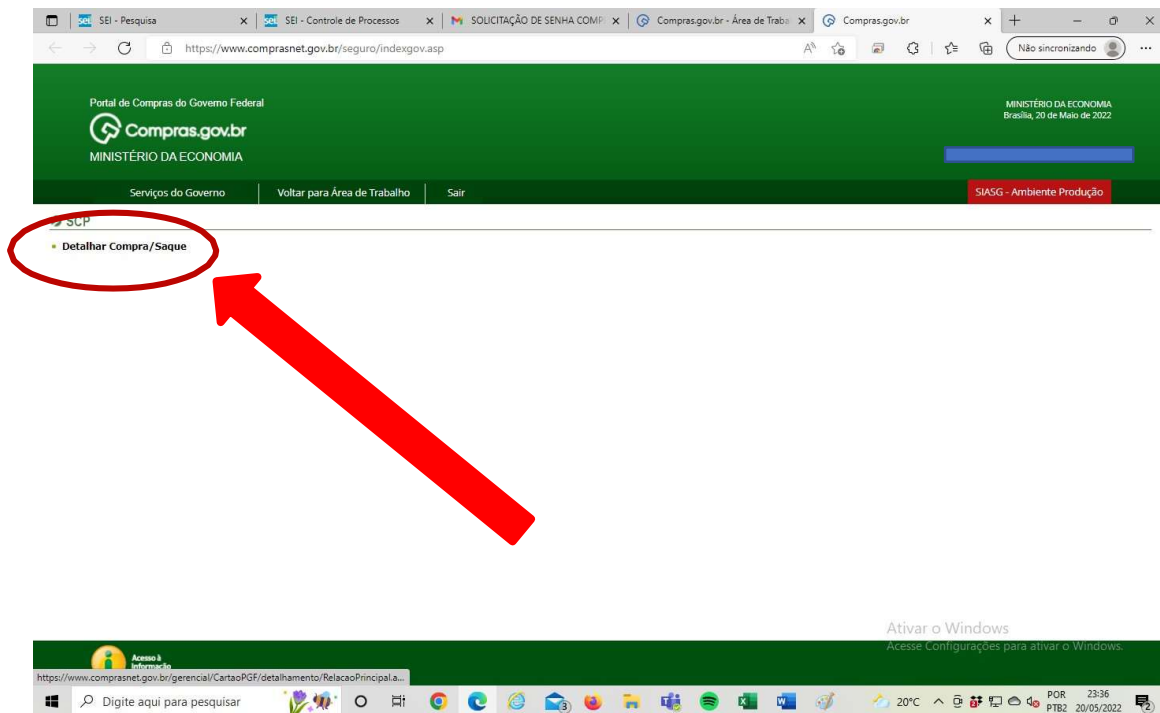 SEI - Pesquisa
SEI - Controle de Processos
SOLICITAÇÃO DE SENHA COMP
Compras.gov.br - Área de Traba
Compras.gov.br
https://www.comprasnet.gov.br/seguro/indexgov.asp
Não sincronizando
Portal de Compras do Governo Federal
Compras.gov.br
MINISTÉRIO DA ECONOMIA
MINISTÉRIO DA ECONOMIA
Brasília, 20 de Maio de 2022
Serviços do Governo
Voltar para Área de Trabalho
Sair
SIASG - Ambiente Produção
SCP
Detalhar Compra/Saque
Ativar o Windows
Acesse Configurações para ativar o Windows.
Acesso à
Informação
https://www.comprasnet.gov.br/gerencial/CartaoPGF/detalhamento/RelacaoPrincipal.a...
Digite aqui para pesquisar
3
20°C
POR
PTB2
23:36
20/05/2022
2